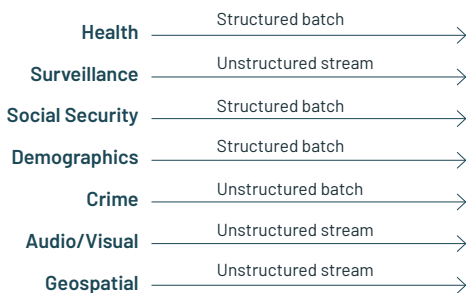 Health
Structured batch
Surveillance
Unstructured stream
Social Security
Structured batch
Demographics
Structured batch
Crime
Unstructured batch
Audio/Visual
Unstructured stream
Geospatial
Unstructured stream